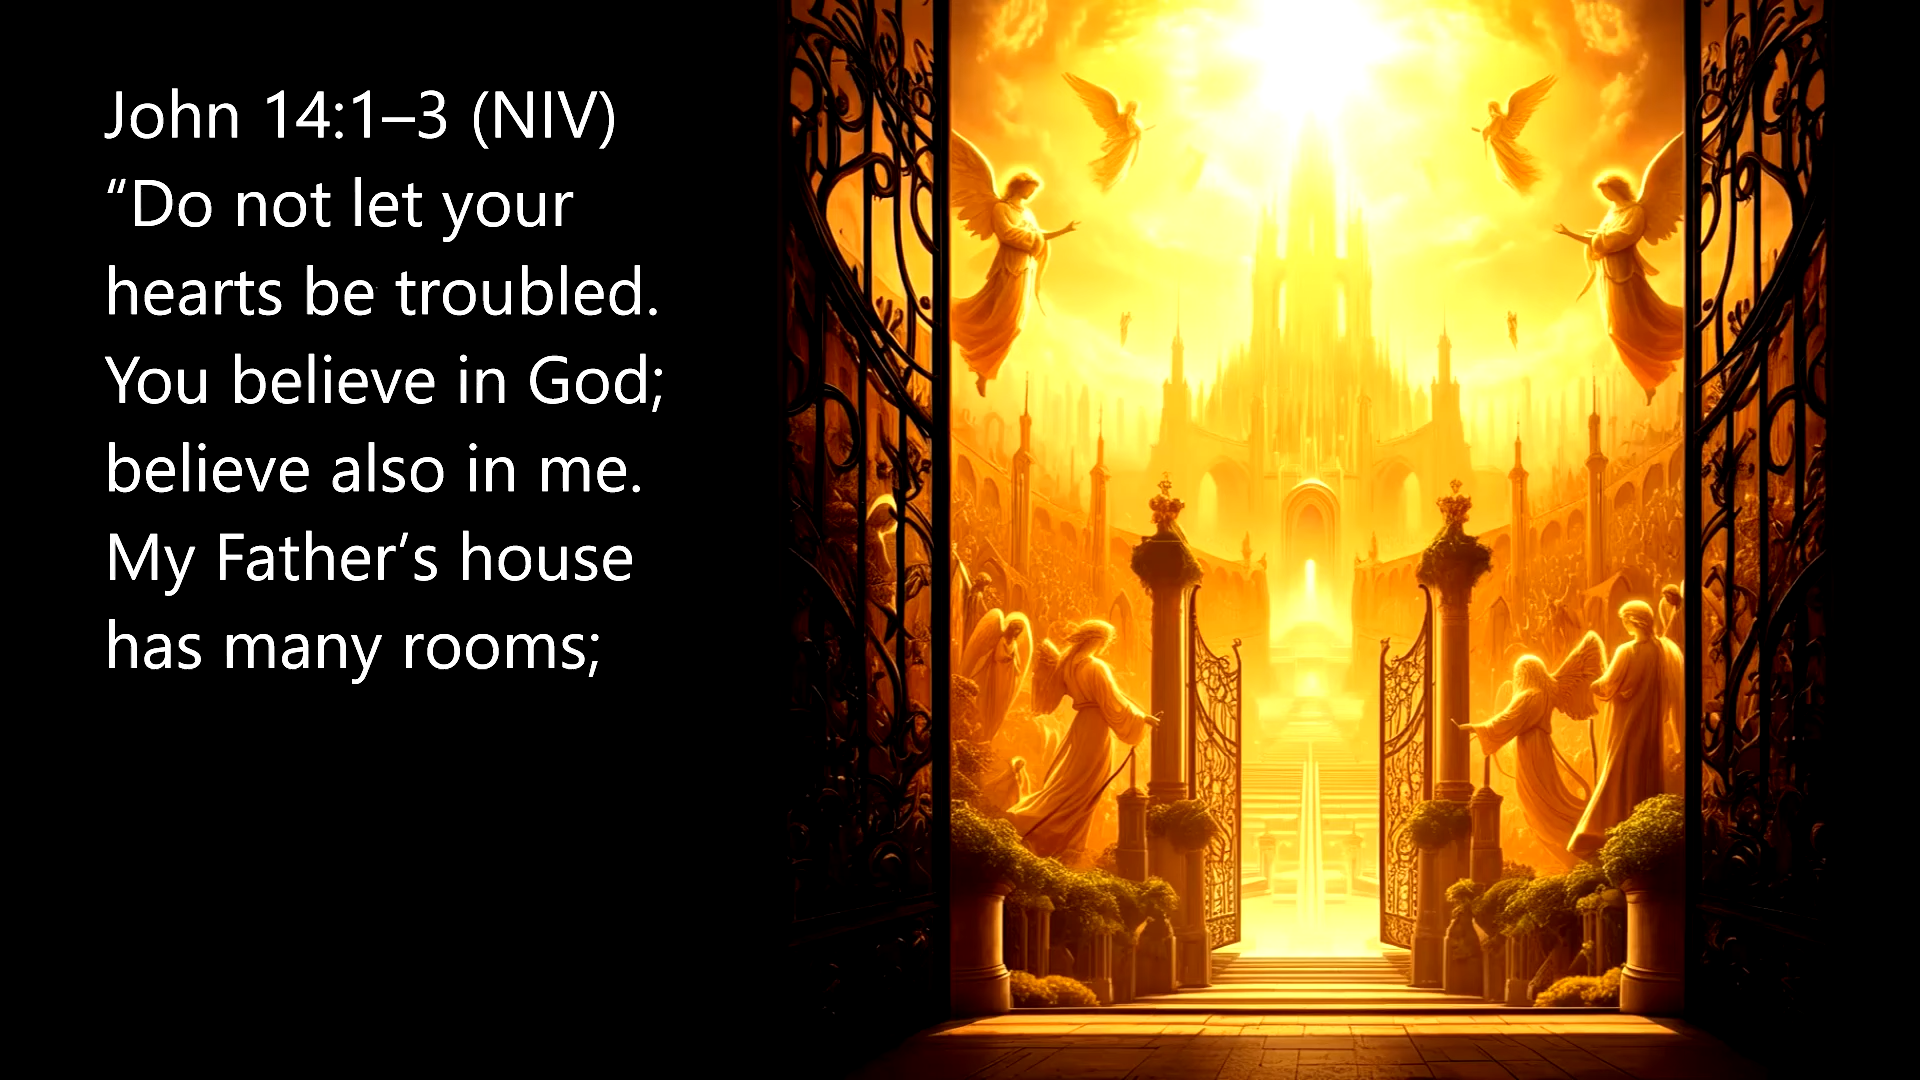 John 14:1–3 (NIV)
“Do not let your
hearts be troubled.
You believe in God;
believe also in me.
My Father’s house
has many rooms;